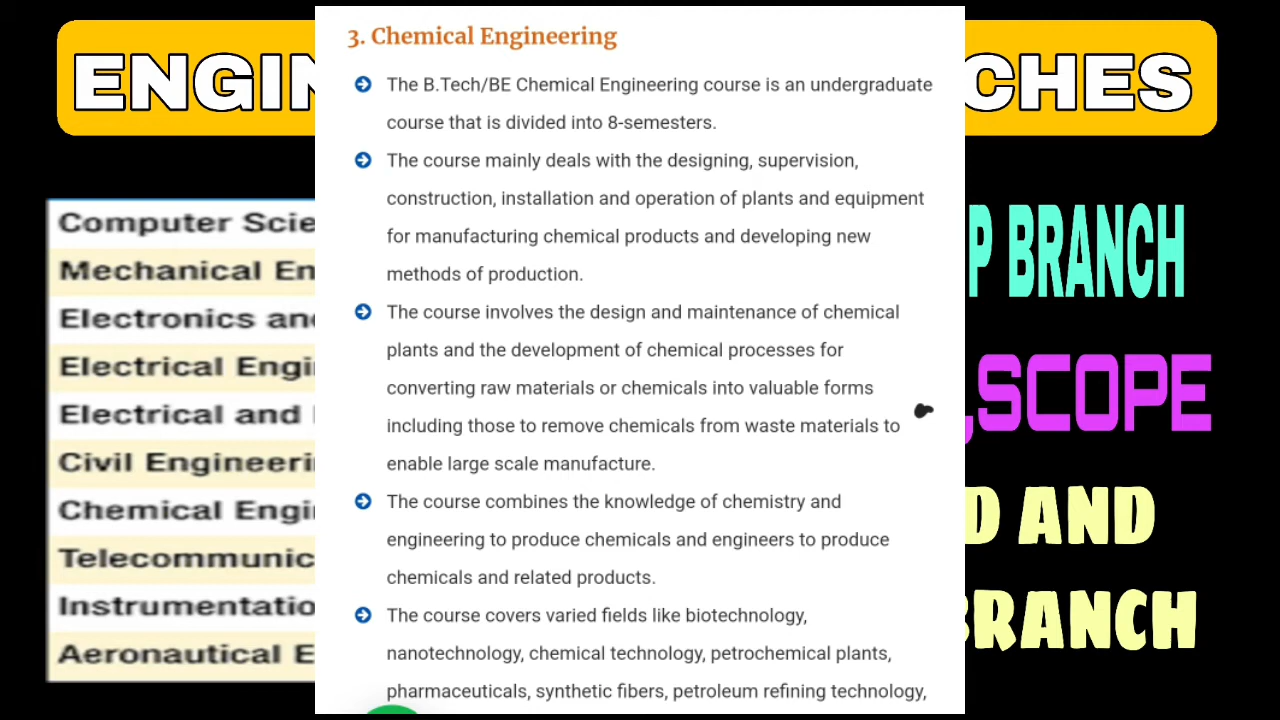 ENGIN
CHES
3. Chemical Engineering
The B.Tech/BE Chemical Engineering course is an undergraduate
course that is divided into 8-semesters.
The course mainly deals with the designing, supervision,
construction, installation and operation of plants and equipment
for manufacturing chemical products and developing new
methods of production.
The course involves the design and maintenance of chemical
plants and the development of chemical processes for
converting raw materials or chemicals into valuable forms
including those to remove chemicals from waste materials to
enable large scale manufacture.
The course combines the knowledge of chemistry and
engineering to produce chemicals and engineers to produce
chemicals and related products.
The course covers varied fields like biotechnology,
nanotechnology, chemical technology, petrochemical plants,
pharmaceuticals, synthetic fibers, petroleum refining technology,
Computer Scie
Mechanical En
Electronics an
Electrical Engi
Electrical and
Civil Engineeri
Chemical Engi
Telecommunic
Instrumentatio
Aeronautical E
P BRANCH
,SCOPE
D AND
BRANCH